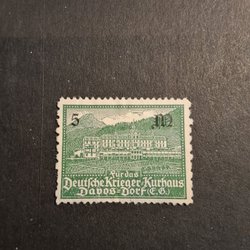 5 M
Für das
Deutsche Krieger-Kurhaus
Davos-Dorf (E.G.)